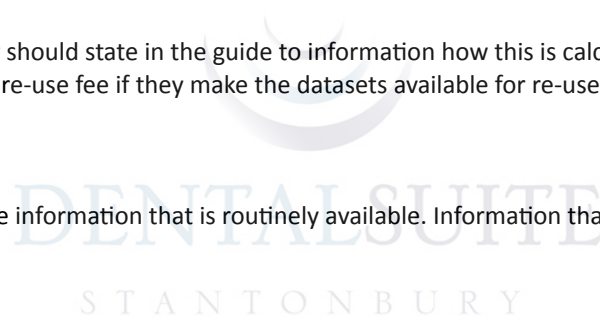 should state in the guide to information how this is calc
re-use fee if they make the datasets available for re-use
e information that is routinely available. Information tha
DENTALSUITE
STANTONBURY